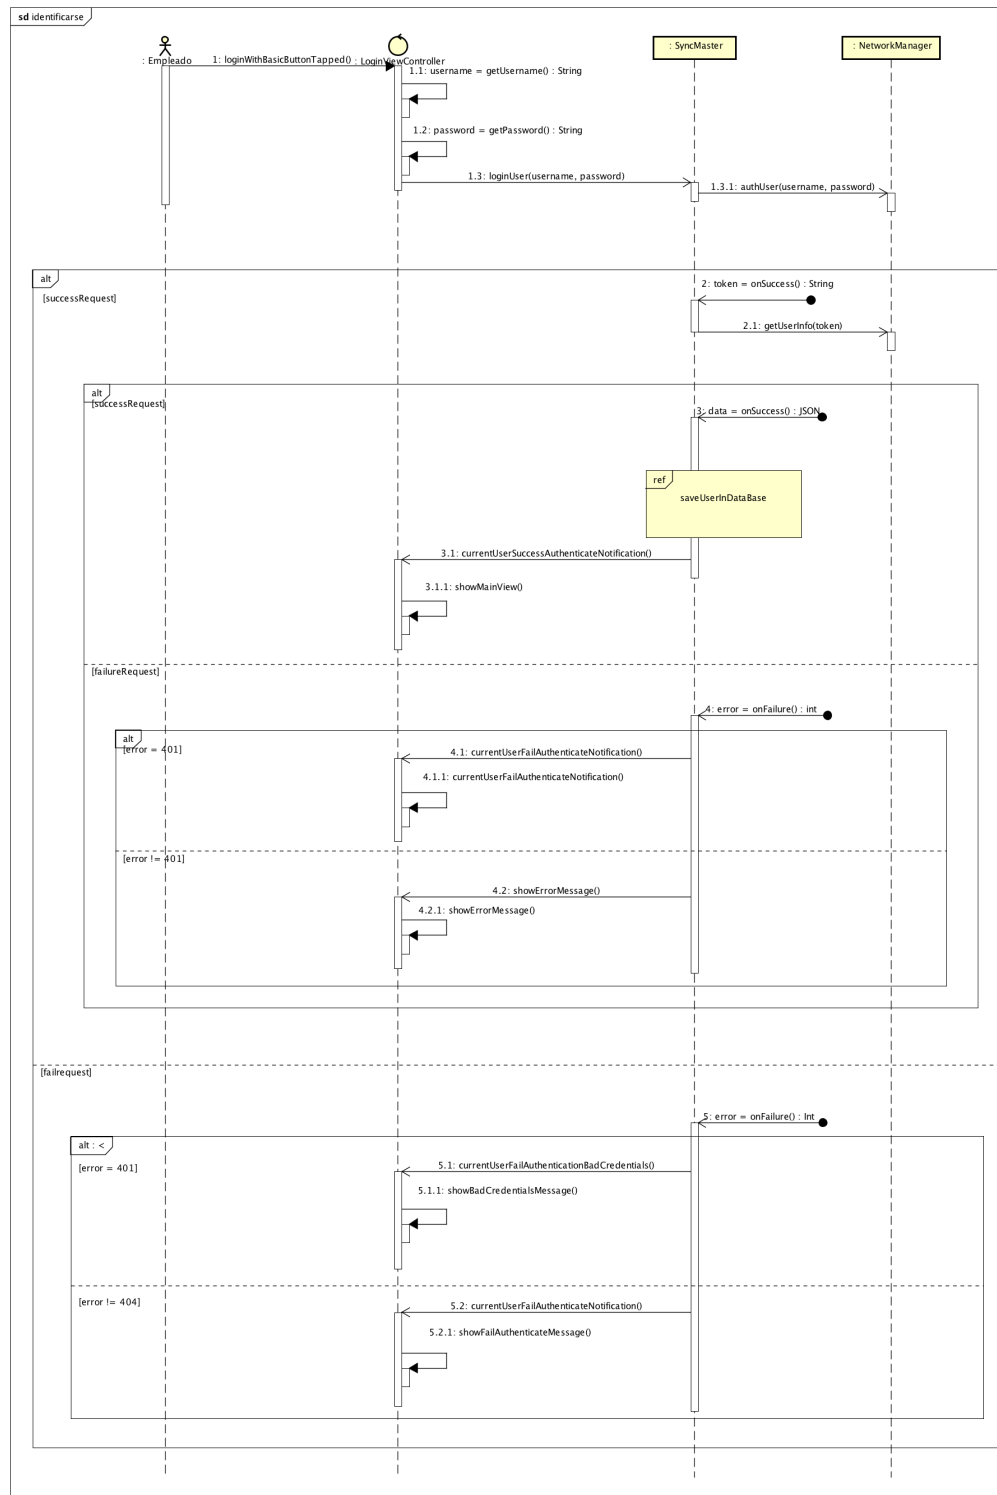 sd identificarse
: Empleado
: LoginViewController
: SyncMaster
: NetworkManager
1: loginWithBasicButtonTapped()
1.1: username = getUsername() : String
1.2: password = getPassword() : String
1.3: loginUser(username, password)
1.3.1: authUser(username, password)
alt
[successRequest]
2: token = onSuccess() : String
2.1: getUserInfo(token)
alt
[successRequest]
3: data = onSuccess() : JSON
ref
saveUserInDataBase
3.1: currentUserSuccessAuthenticateNotification()
3.1.1: showMainView()
[failureRequest]
4: error = onFailure() : int
alt
[error = 401]
4.1: currentUserFailAuthenticateNotification()
4.1.1: currentUserFailAuthenticateNotification()
[error != 401]
4.2: showErrorMessage()
4.2.1: showErrorMessage()
[failrequest]
5: error = onFailure() : Int
alt : <
[error = 401]
5.1: currentUserFailAuthenticationBadCredentials()
5.1.1: showBadCredentialsMessage()
[error != 404]
5.2: currentUserFailAuthenticateNotification()
5.2.1: showFailAuthenticateMessage()